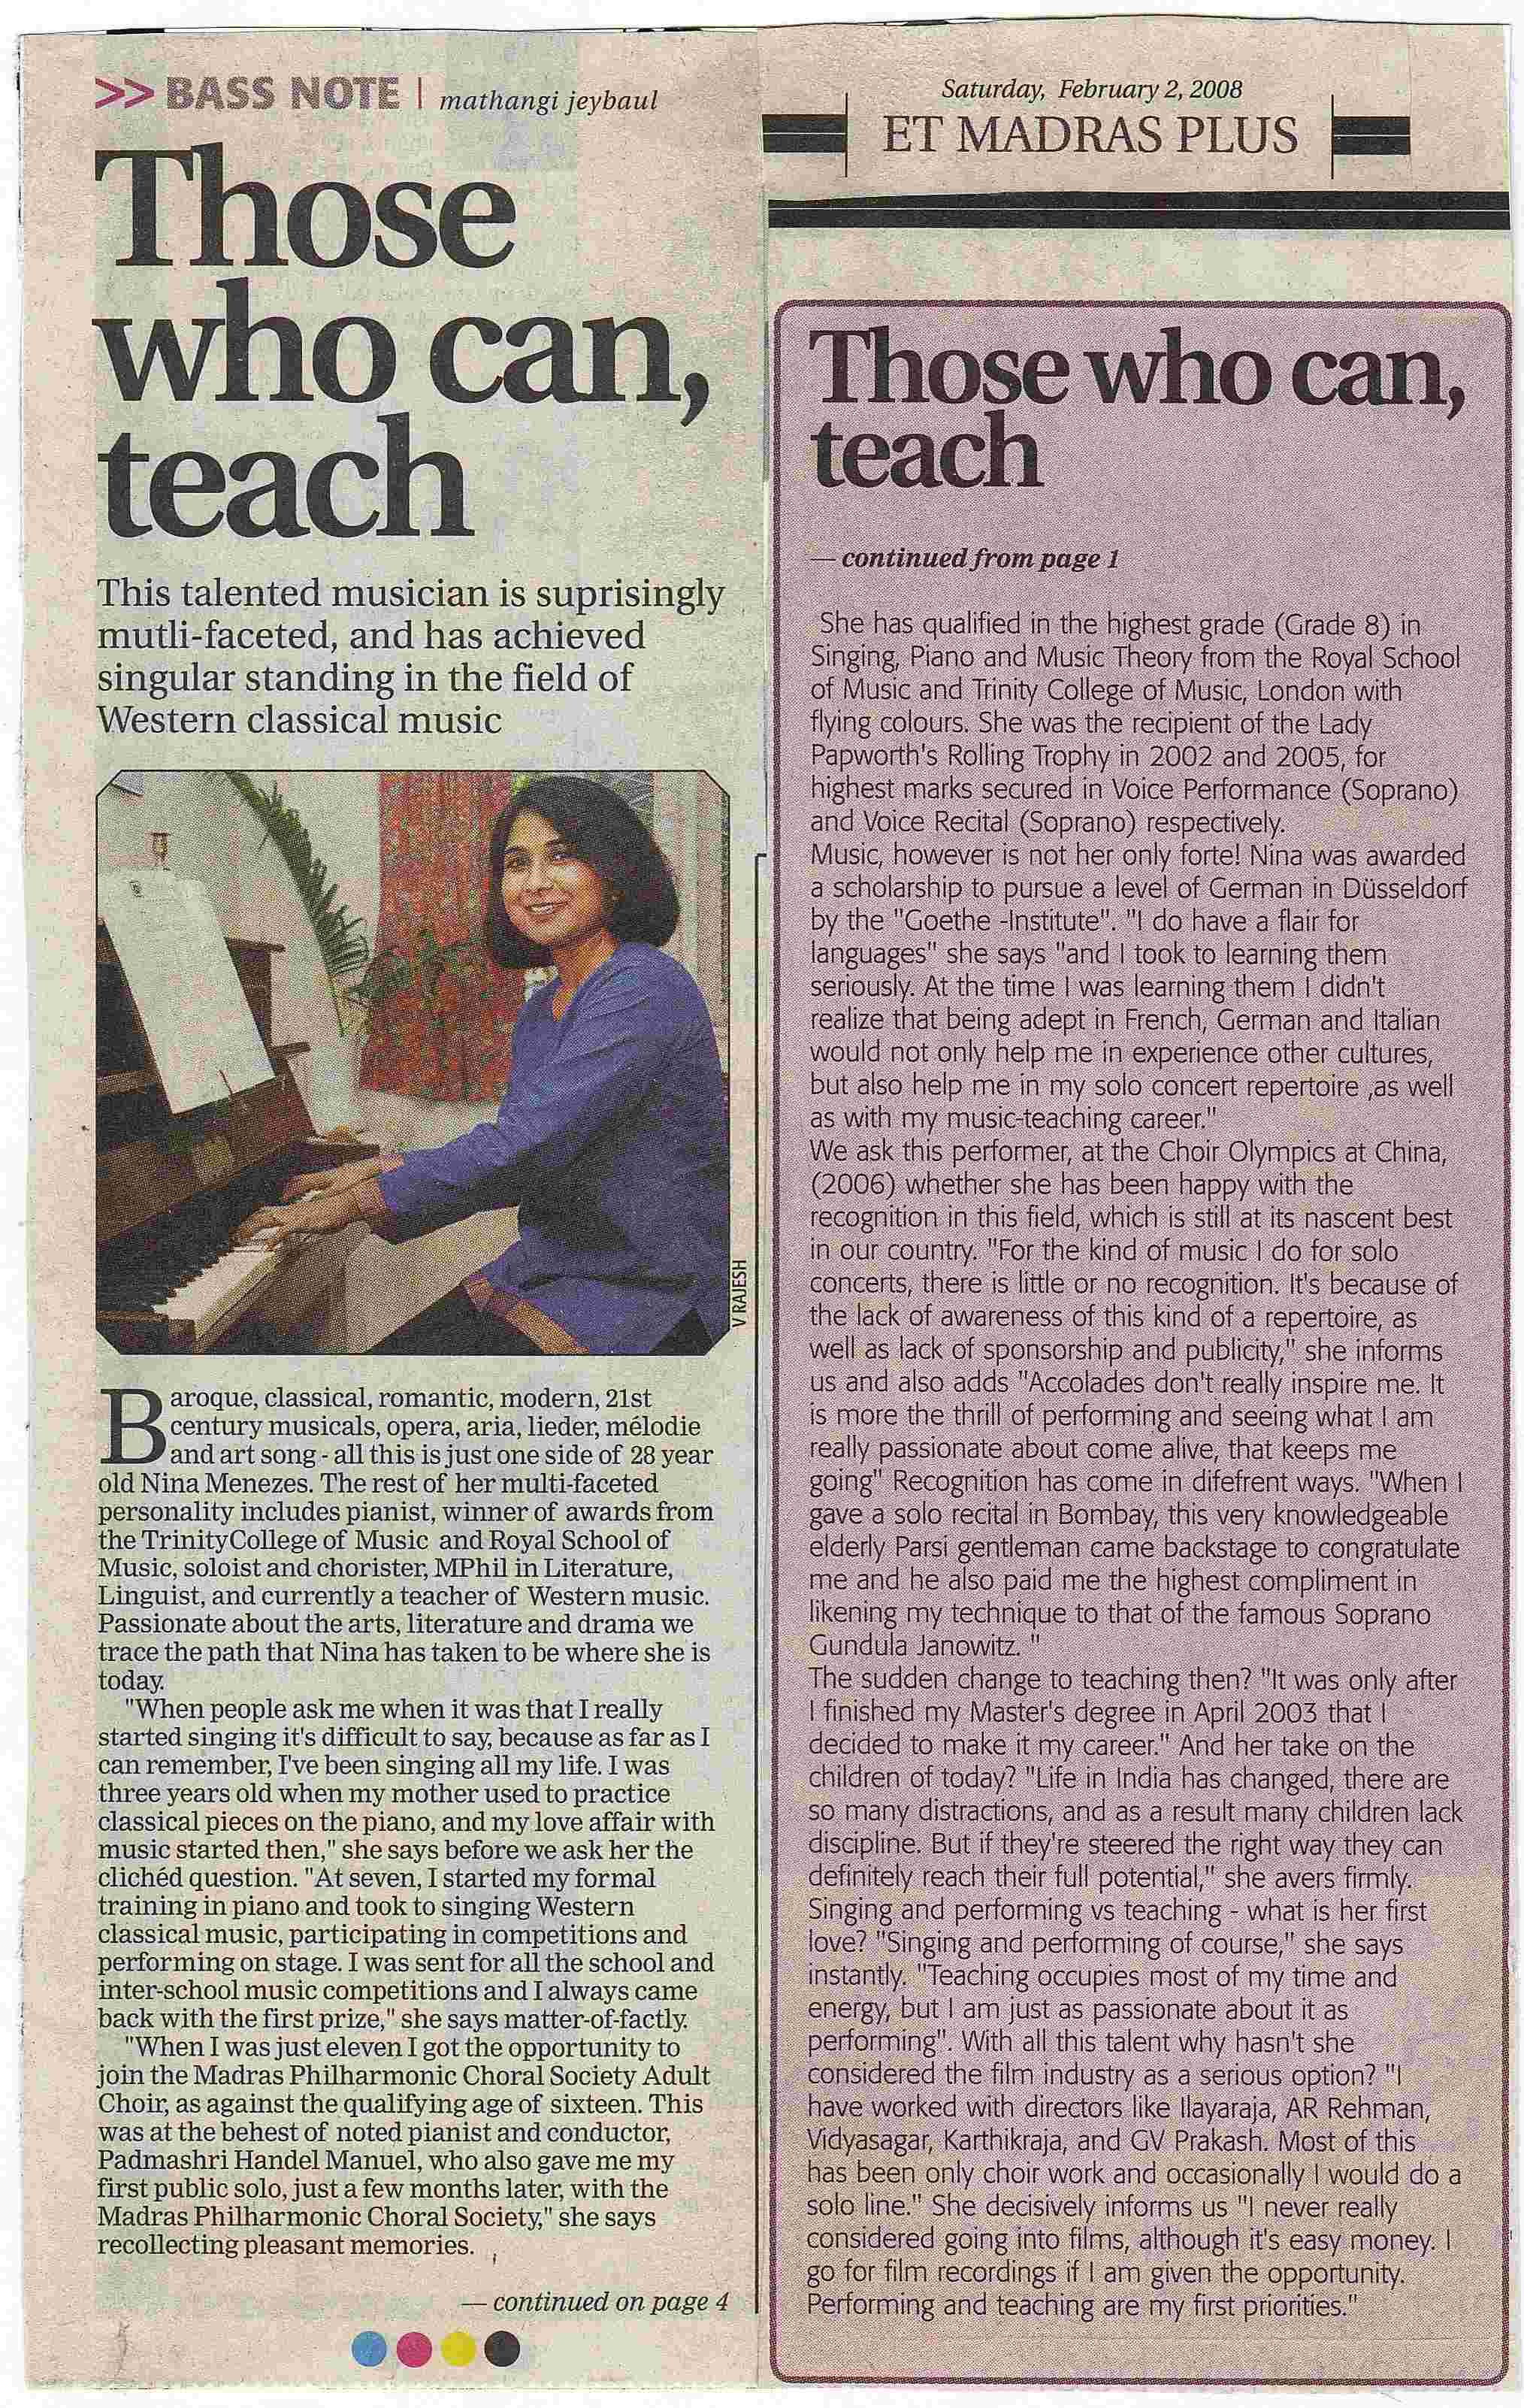 >> BASS NOTE | mathangi jeybaul
Those
who can,
teach
This talented musician is suprisingly
mutli-faceted, and has achieved
singular standing in the field of
Western classical music
V RAJESH
Baroque, classical, romantic, modern, 21st
century musicals, opera, aria, lieder, mélodie
and art song - all this is just one side of 28 year
old Nina Menezes. The rest of her multi-faceted
personality includes pianist, winner of awards from
the TrinityCollege of Music and Royal School of
Music, soloist and chorister, MPhil in Literature,
Linguist, and currently a teacher of Western music.
Passionate about the arts, literature and drama we
trace the path that Nina has taken to be where she is
today.
"When people ask me when it was that I really
started singing it's difficult to say, because as far as I
can remember, I've been singing all my life. I was
three years old when my mother used to practice
classical pieces on the piano, and my love affair with
music started then," she says before we ask her the
clichéd question. "At seven, I started my formal
training in piano and took to singing Western
classical music, participating in competitions and
performing on stage. I was sent for all the school and
inter-school music competitions and I always came
back with the first prize," she says matter-of-factly.
"When I was just eleven I got the opportunity to
join the Madras Philharmonic Choral Society Adult
Choir, as against the qualifying age of sixteen. This
was at the behest of noted pianist and conductor,
Padmashri Handel Manuel, who also gave me my
first public solo, just a few months later, with the
Madras Philharmonic Choral Society," she says
recollecting pleasant memories.
— continued on page 4
Saturday, February 2, 2008
ET MADRAS PLUS
Those who can,
teach
— continued from page 1
She has qualified in the highest grade (Grade 8) in
Singing, Piano and Music Theory from the Royal School
of Music and Trinity College of Music, London with
flying colours. She was the recipient of the Lady
Papworth's Rolling Trophy in 2002 and 2005, for
highest marks secured in Voice Performance (Soprano)
and Voice Recital (Soprano) respectively.
Music, however is not her only forte! Nina was awarded
a scholarship to pursue a level of German in Düsseldorf
by the "Goethe -Institute". "I do have a flair for
languages" she says "and I took to learning them
seriously. At the time I was learning them I didn't
realize that being adept in French, German and Italian
would not only help me in experience other cultures,
but also help me in my solo concert repertoire ,as well
as with my music-teaching career."
We ask this performer, at the Choir Olympics at China,
(2006) whether she has been happy with the
recognition in this field, which is still at its nascent best
in our country. "For the kind of music I do for solo
concerts, there is little or no recognition. It's because of
the lack of awareness of this kind of a repertoire, as
well as lack of sponsorship and publicity," she informs
us and also adds "Accolades don't really inspire me. It
is more the thrill of performing and seeing what I am
really passionate about come alive, that keeps me
going" Recognition has come in difefrent ways. "When I
gave a solo recital in Bombay, this very knowledgeable
elderly Parsi gentleman came backstage to congratulate
me and he also paid me the highest compliment in
likening my technique to that of the famous Soprano
Gundula Janowitz. "
The sudden change to teaching then? "It was only after
I finished my Master's degree in April 2003 that I
decided to make it my career." And her take on the
children of today? "Life in India has changed, there are
so many distractions, and as a result many children lack
discipline. But if they're steered the right way they can
definitely reach their full potential," she avers firmly.
Singing and performing vs teaching - what is her first
love? "Singing and performing of course," she says
instantly. "Teaching occupies most of my time and
energy, but I am just as passionate about it as
performing". With all this talent why hasn't she
considered the film industry as a serious option? "I
have worked with directors like Ilayaraja, AR Rehman,
Vidyasagar, Karthikraja, and GV Prakash. Most of this
has been only choir work and occasionally I would do a
solo line." She decisively informs us "I never really
considered going into films, although it's easy money. I
go for film recordings if I am given the opportunity.
Performing and teaching are my first priorities."